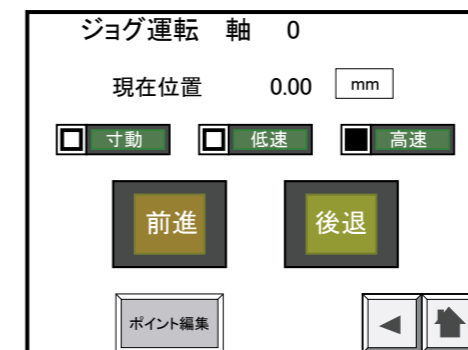 ジョグ運転 軸 0
現在位置 0.00 mm
寸動 低速 高速
前進 後退
ポイント編集